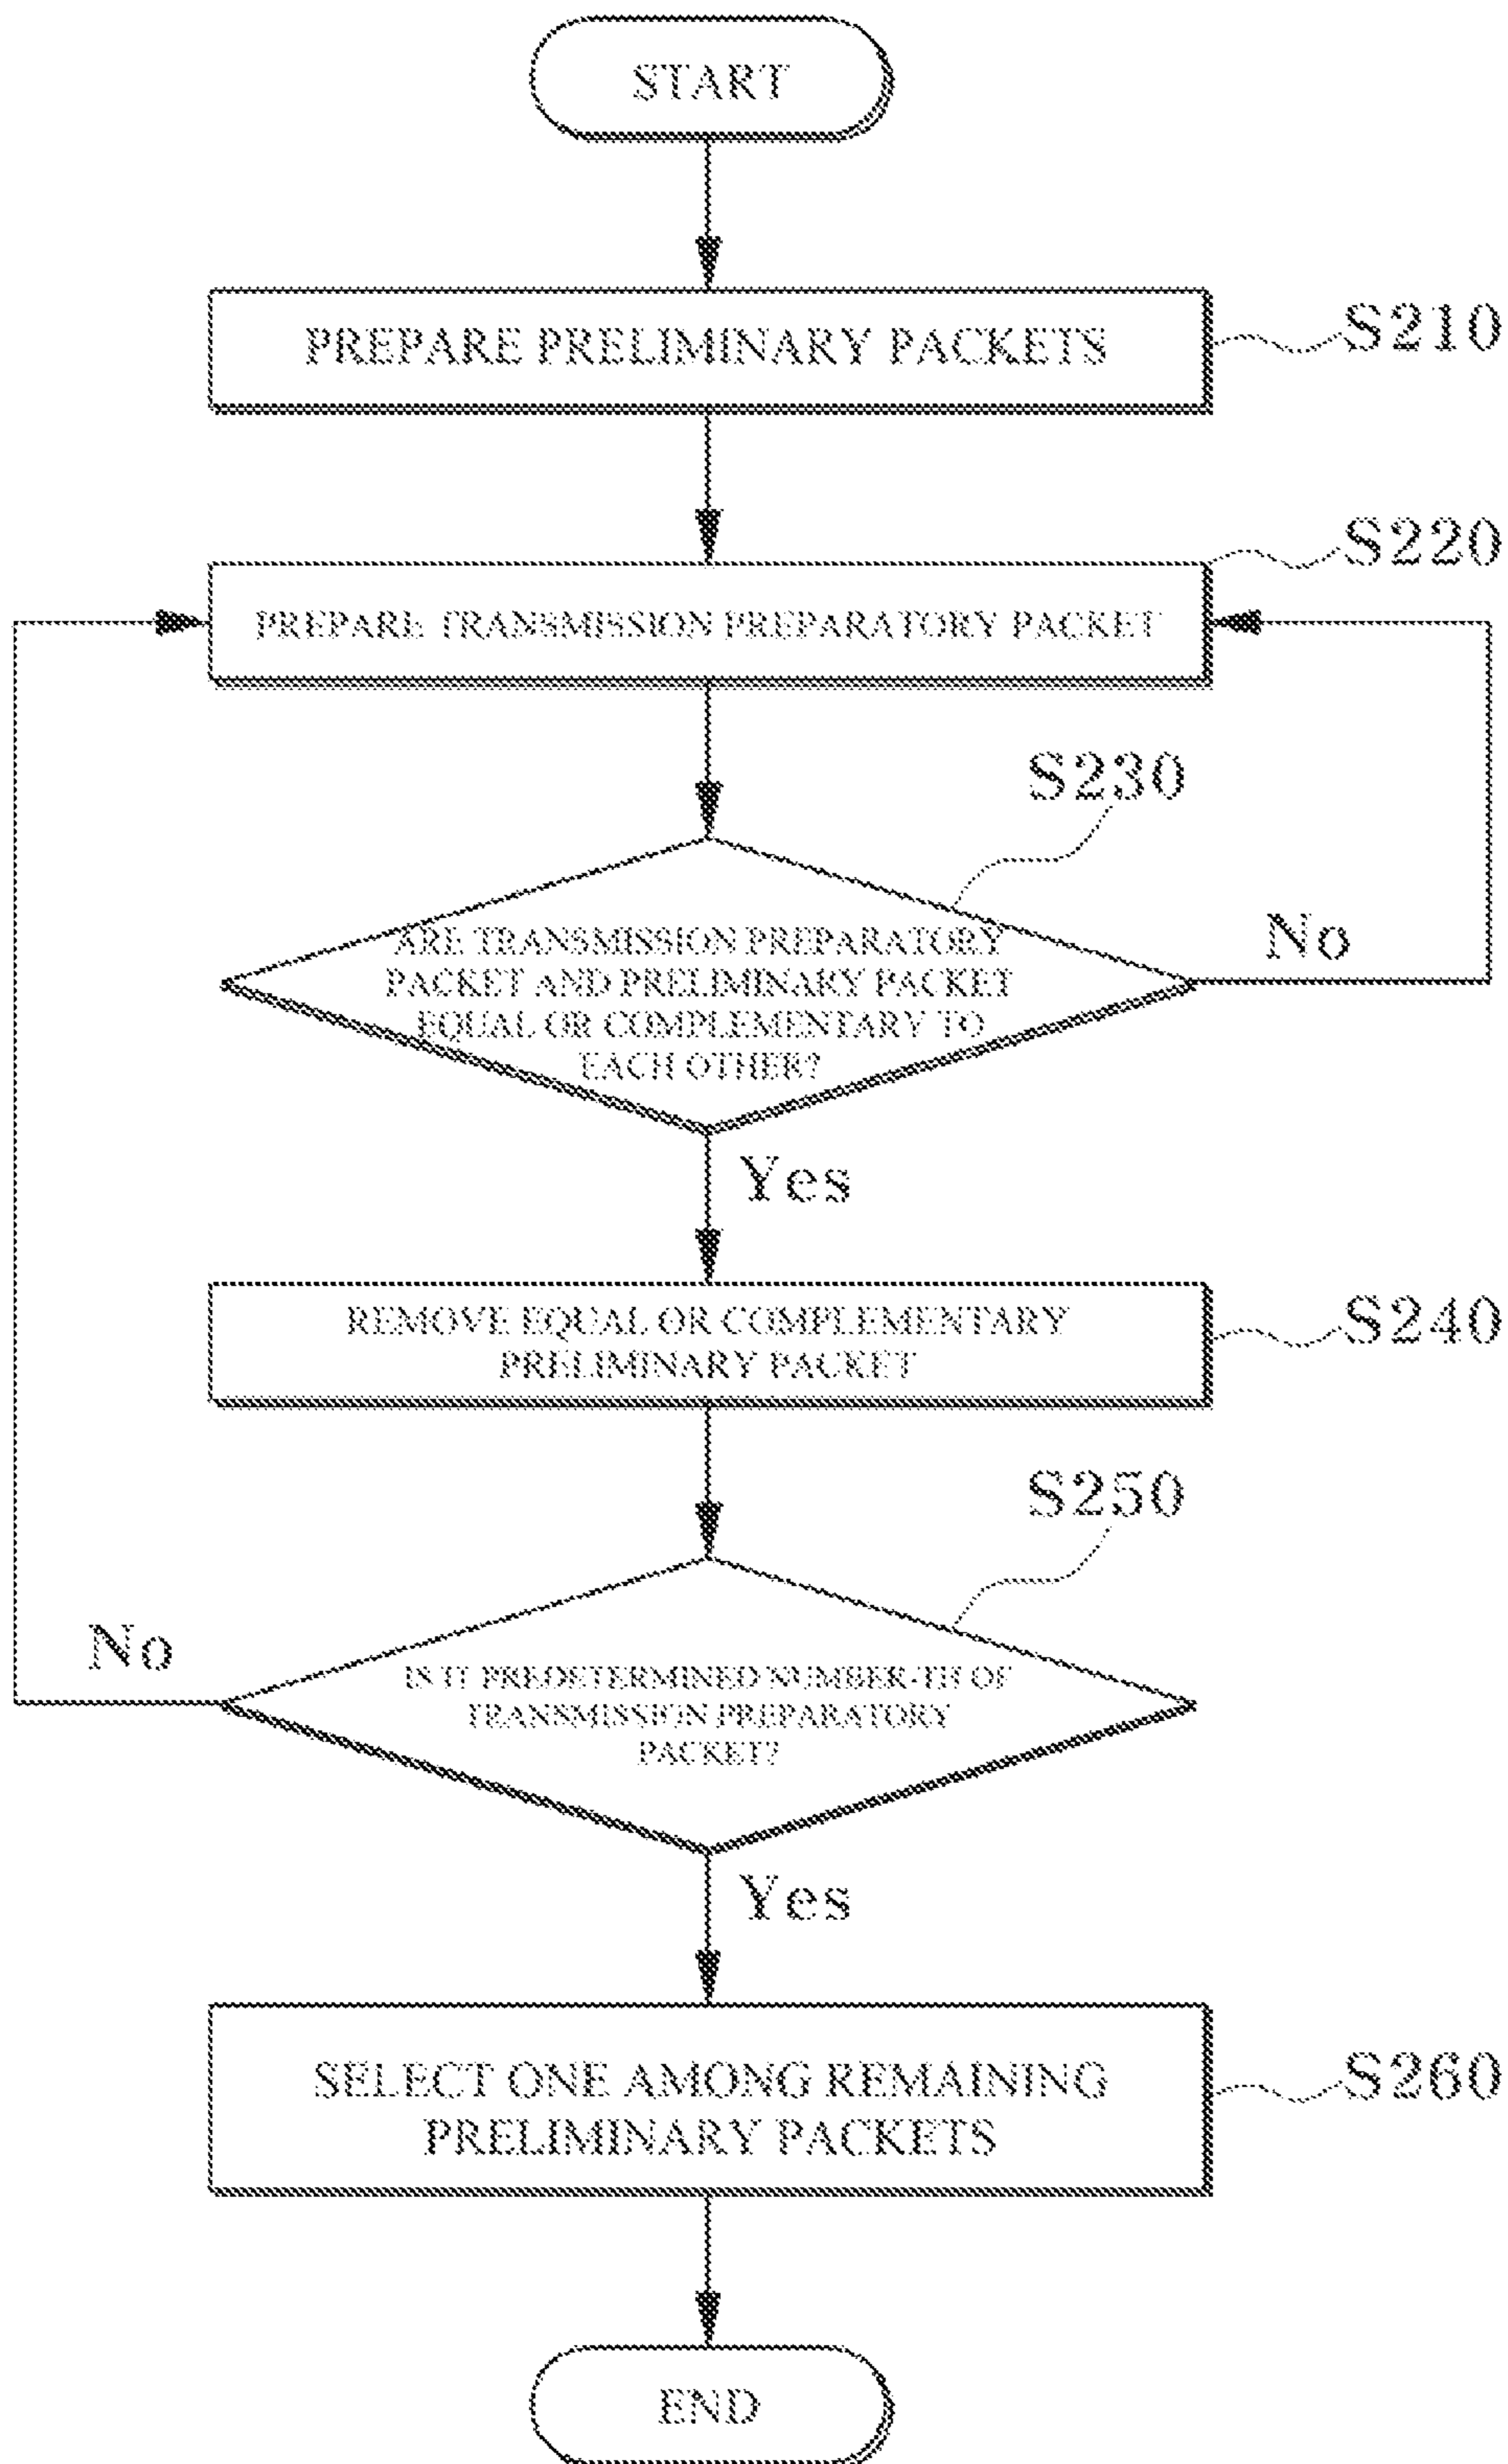 START
PREPARE PRELIMINARY PACKETS
S210
S220
PREPARE TRANSMISSION PREPARATORY PACKET
S230
ARE TRANSMISSION PREPARATORY
PACKET AND PRELIMINARY PACKET
EQUAL OR COMPLEMENTARY TO
EACH OTHER?
No
Yes
REMOVE EQUAL OR COMPLEMENTARY
PRELIMINARY PACKET
S240
S250
No
IS IT PREDETERMINED NUMBER-TH OF
TRANSMISSION PREPARATORY
PACKET?
Yes
SELECT ONE AMONG REMAINING
PRELIMINARY PACKETS
S260
END